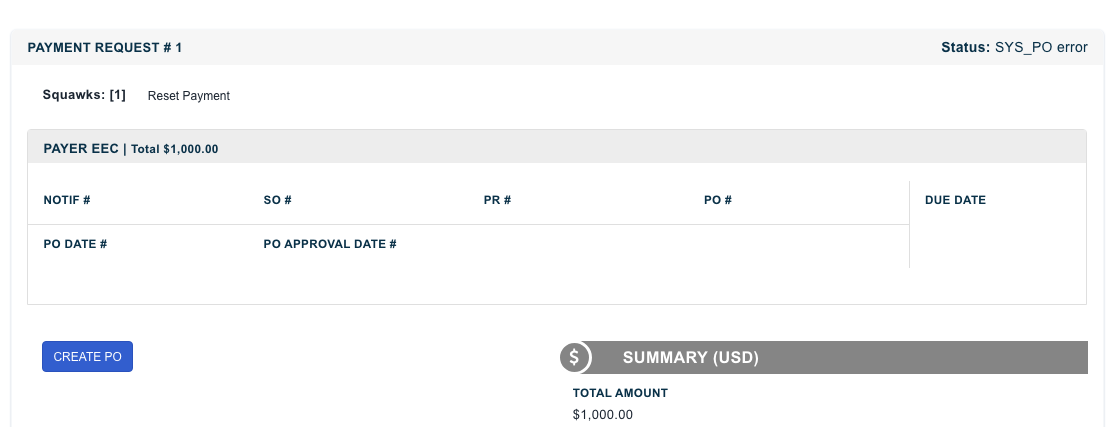 PAYMENT REQUEST # 1
Status: SYS_PO error
Squawks: [1] Reset Payment
PAYER EEC | Total $1,000.00
NOTIF # SO # PR # PO # DUE DATE
PO DATE # PO APPROVAL DATE #
CREATE PO
$ SUMMARY (USD)
TOTAL AMOUNT
$1,000.00